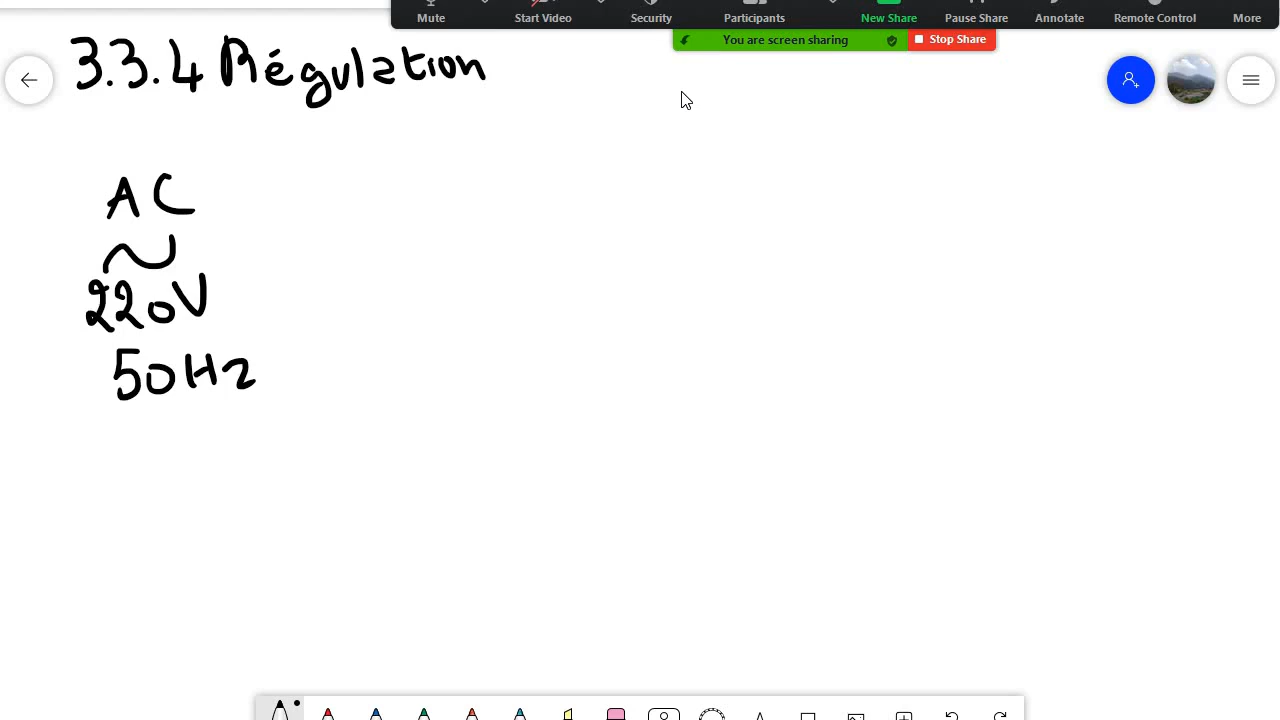 Mute Start Video Security Participants New Share Pause Share Annotate Remote Control More
You are screen sharing Stop Share
3.3.4 Régulation
AC
~
220V
50Hz